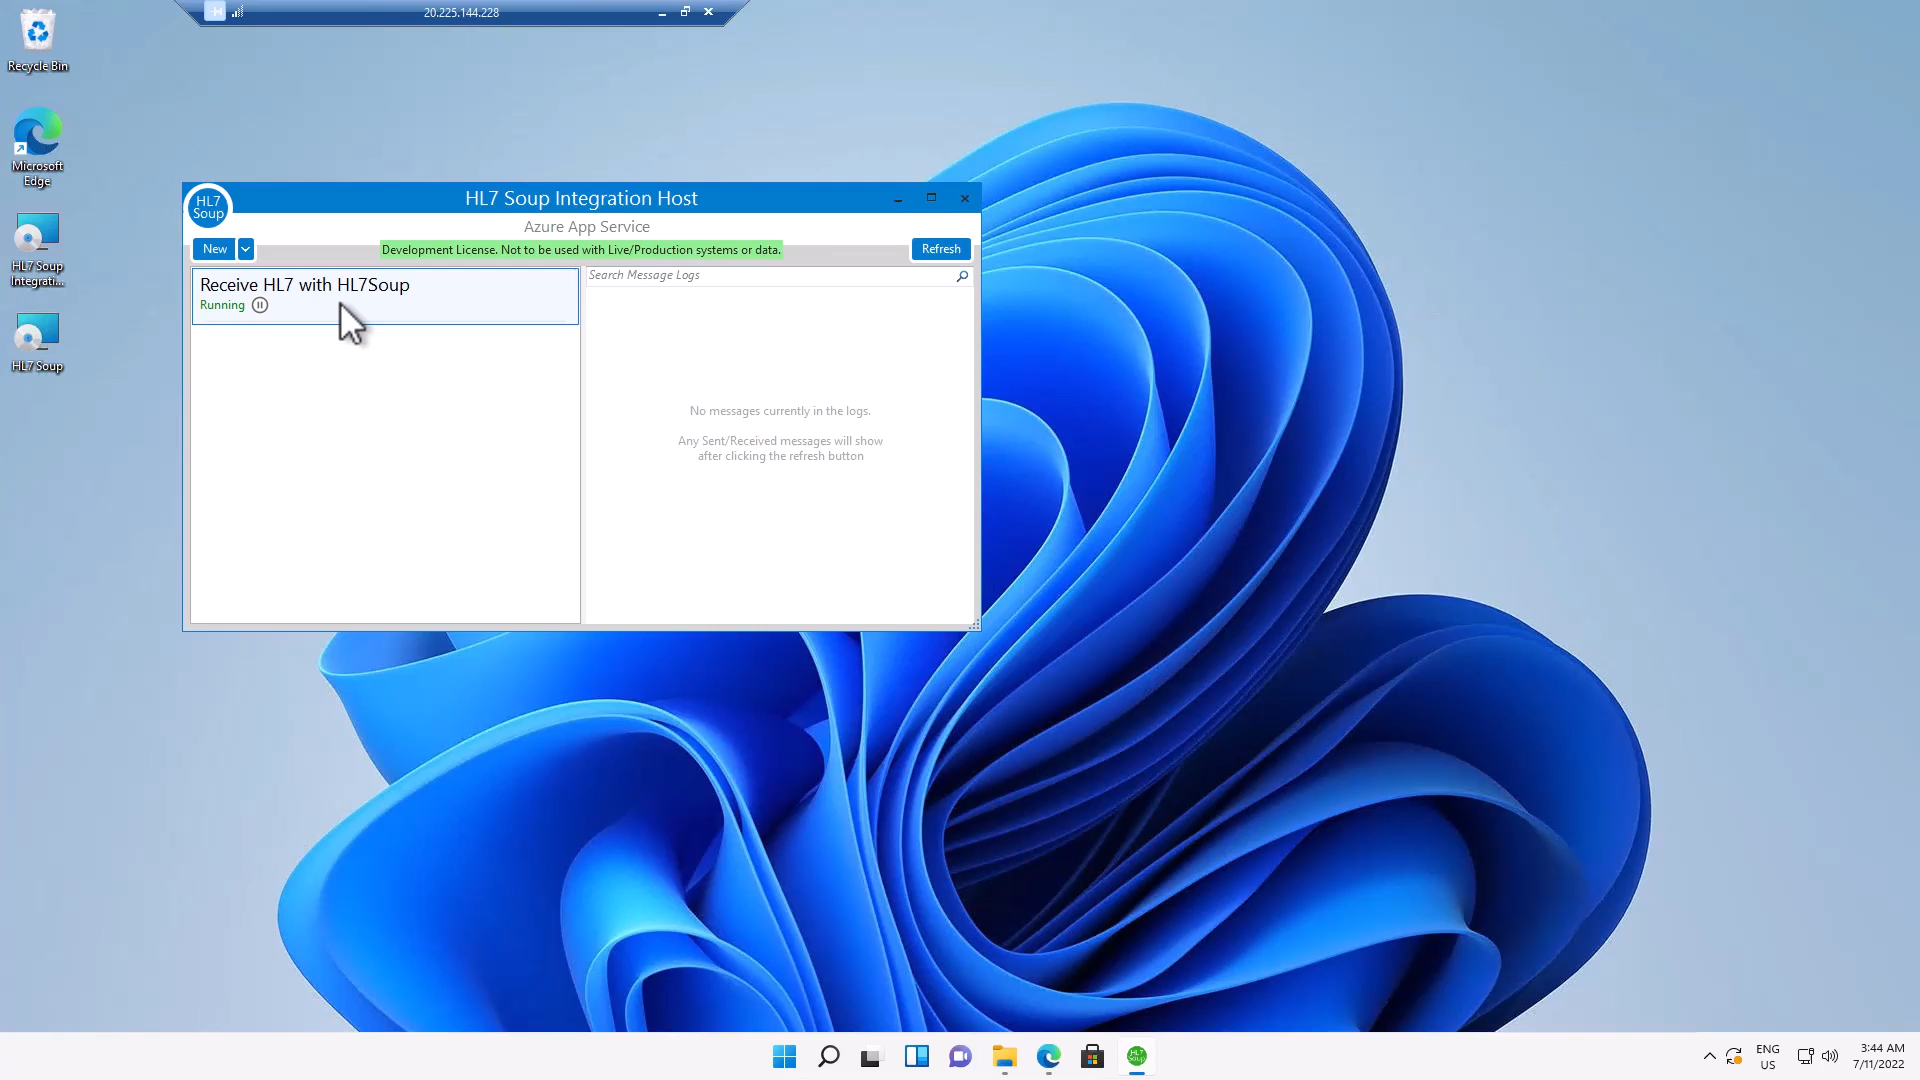 20.225.144.228
Recycle Bin
Microsoft
Edge
HL7 Soup
Integrati...
HL7 Soup
HL7
Soup
HL7 Soup Integration Host
Azure App Service
New
Development License. Not to be used with Live/Production systems or data.
Refresh
Receive HL7 with HL7Soup
Running
Search Message Logs
No messages currently in the logs.
Any Sent/Received messages will show
after clicking the refresh button
HL7
Soup
ENG
US
3:44 AM
7/11/2022